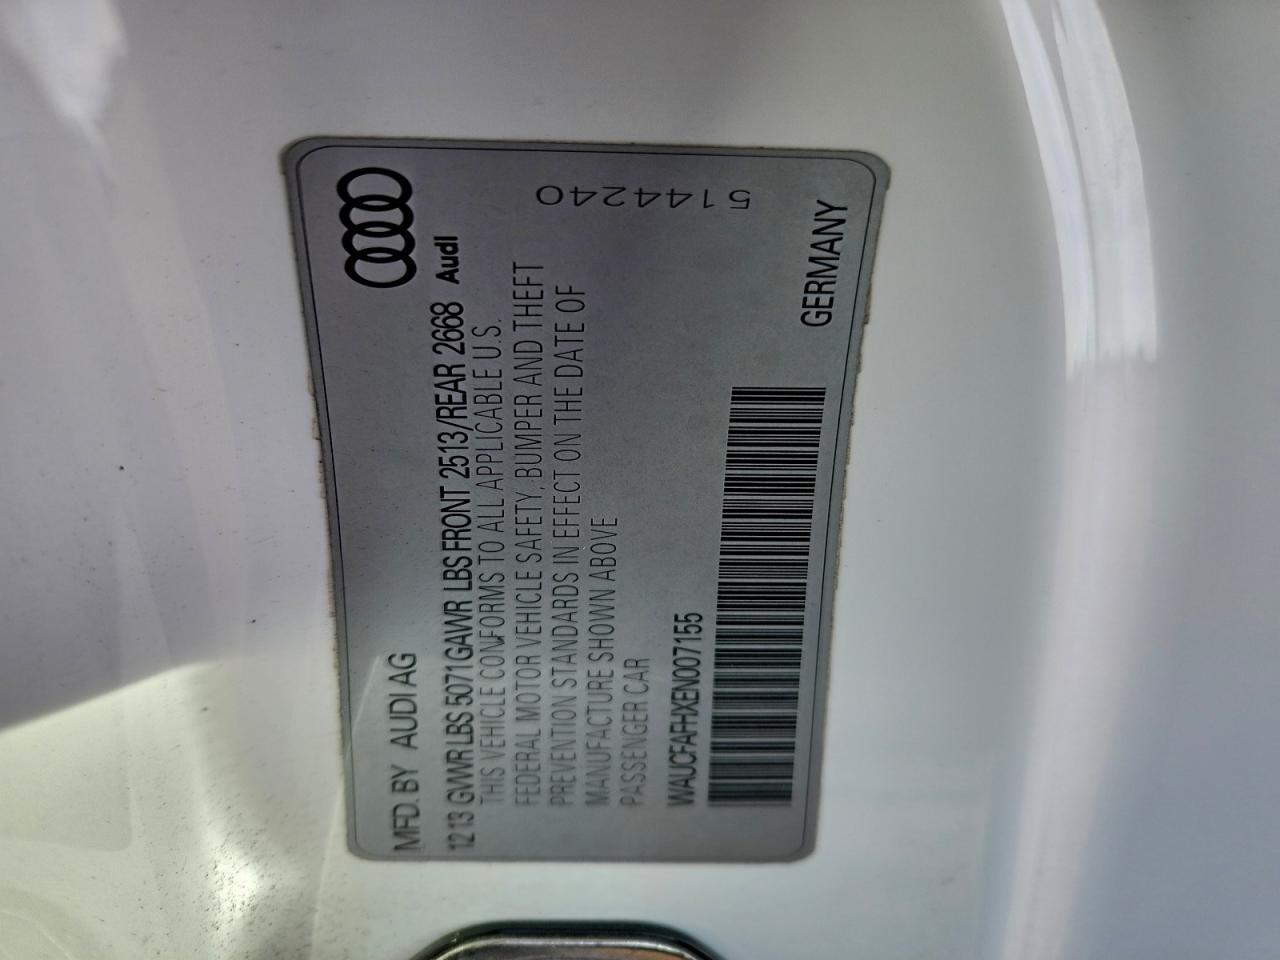 MFD. BY AUDI AG
12 13 GVWR LBS 5071 GAWR LBS FRONT 2513/REAR 2668 Audi
THIS VEHICLE CONFORMS TO ALL APPLICABLE U.S.
FEDERAL MOTOR VEHICLE SAFETY, BUMPER AND THEFT
PREVENTION STANDARDS IN EFFECT ON THE DATE OF
MANUFACTURE SHOWN ABOVE
PASSENGER CAR
WAUCFAFHXEN007155
5144240
GERMANY